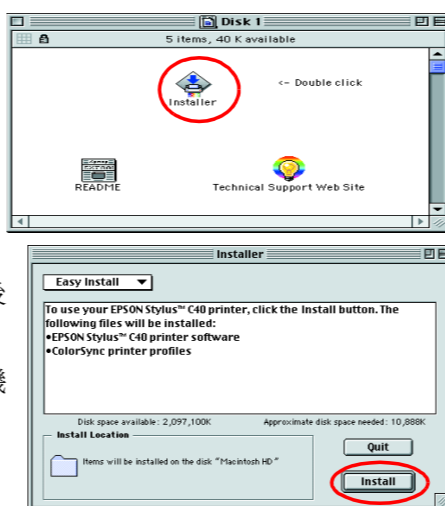 Disk 1
5 items, 40 K available
<- Double click
Installer
README
Technical Support Web Site
Installer
Easy Install
To use your EPSON Stylus™ C40 printer, click the Install button. The
following files will be installed:
•EPSON Stylus™ C40 printer software
•ColorSync printer profiles
Disk space available: 2,097,100K Approximate disk space needed: 10,888K
Install Location
Items will be installed on the disk "Macintosh HD"
Quit
Install